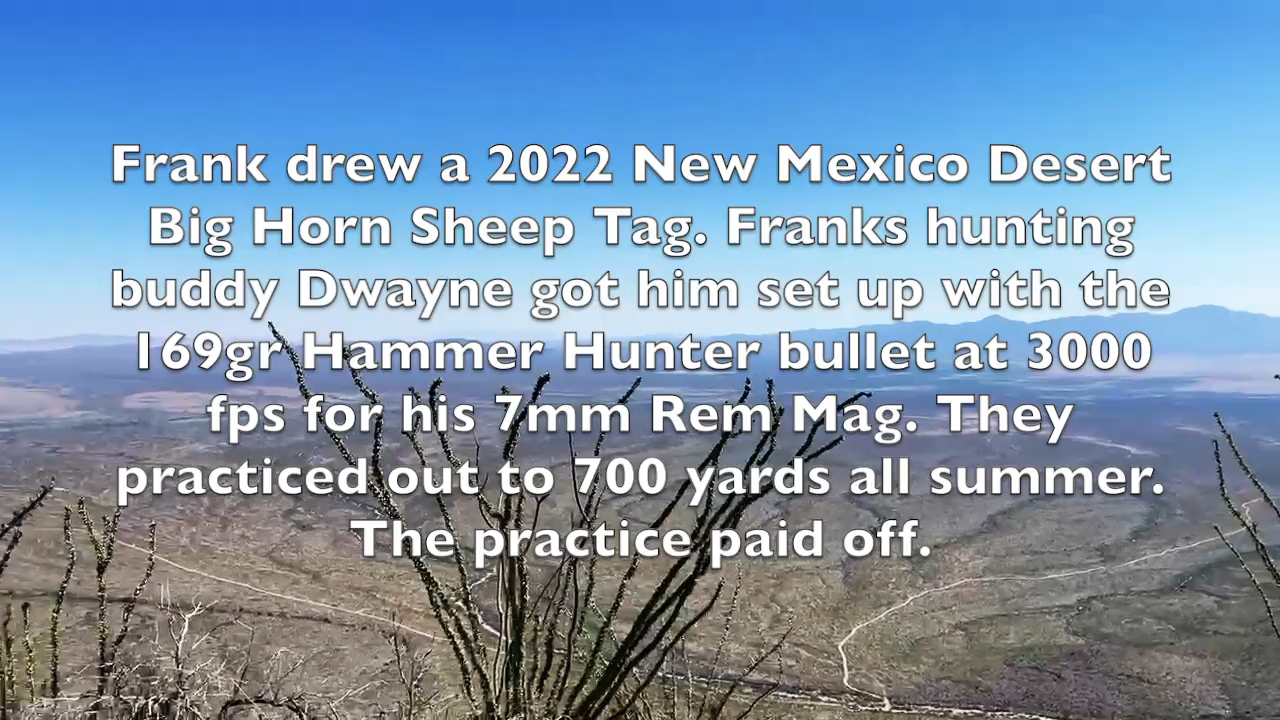 Frank drew a 2022 New Mexico Desert
Big Horn Sheep Tag. Franks hunting
buddy Dwayne got him set up with the
169gr Hammer Hunter bullet at 3000
fps for his 7mm Rem Mag. They
practiced out to 700 yards all summer.
The practice paid off.